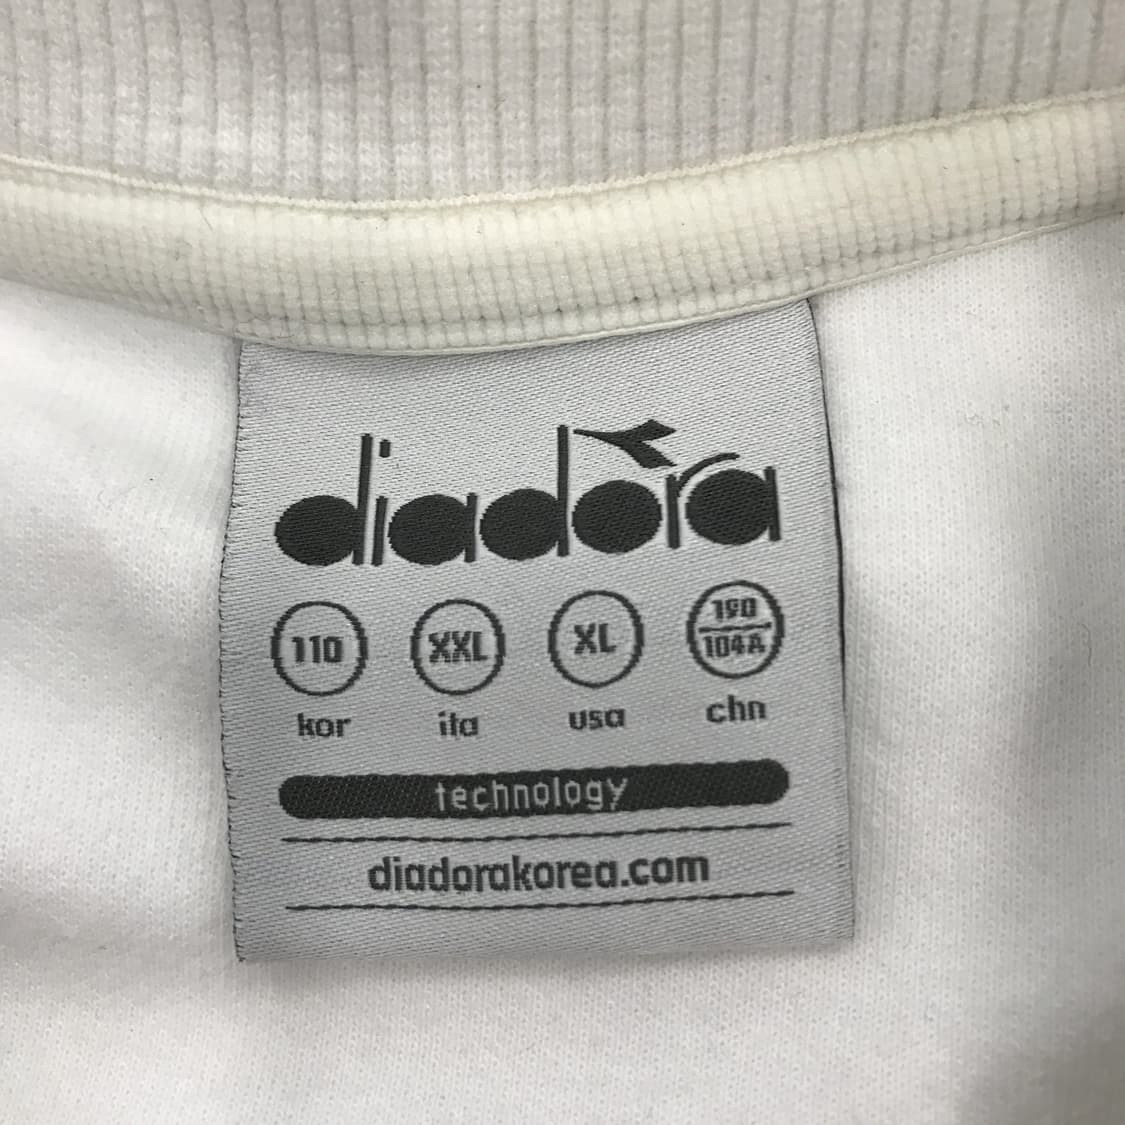 diadora
110 XXL XL 190/104A
kor ita usa chn
technology
diadorakorea.com